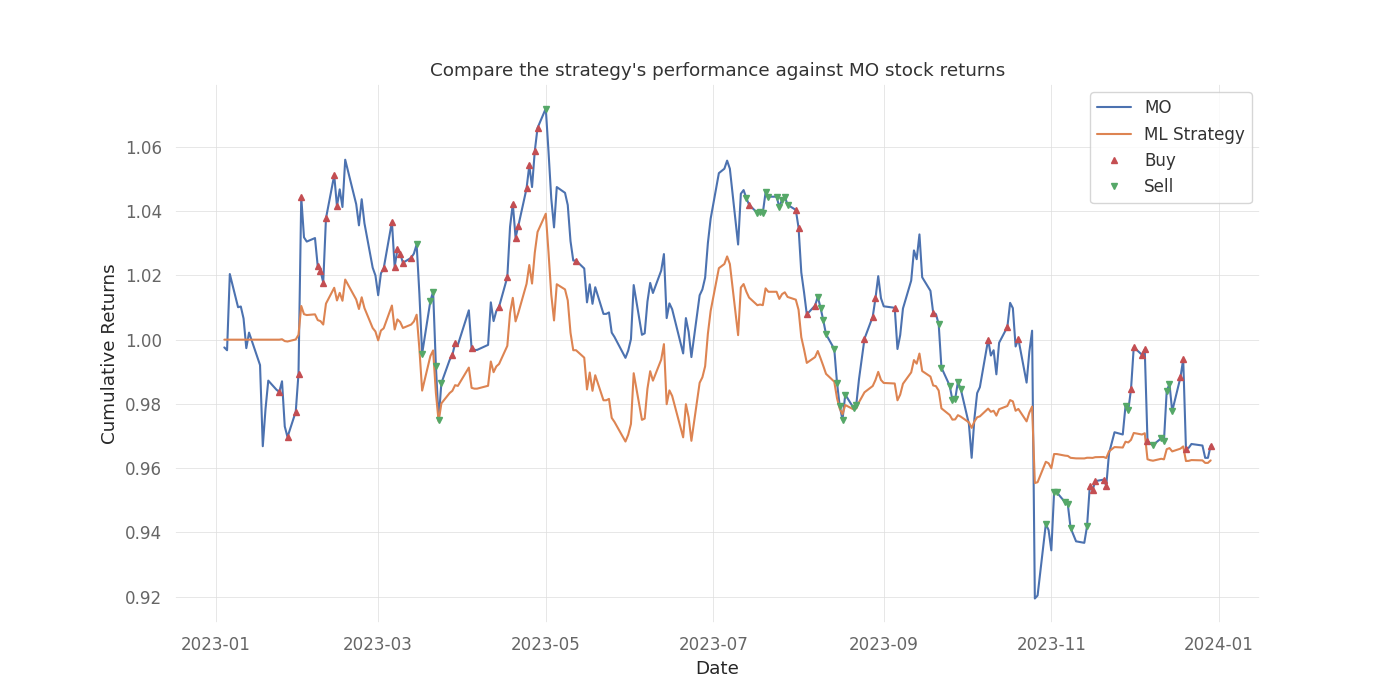 Compare the strategy's performance against MO stock returns
MO
ML Strategy
Buy
Sell
Cumulative Returns
1.06
1.04
1.02
1.00
0.98
0.96
0.94
0.92
2023-01
2023-03
2023-05
2023-07
2023-09
2023-11
2024-01
Date